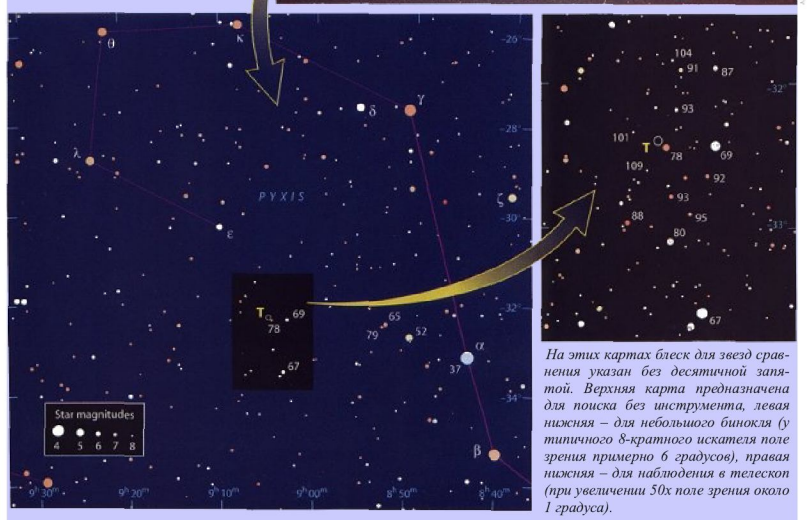 θ
κ
-26°
γ
δ
-28°
λ
PYXIS
ζ
-30°
ε
-32°
T
69
78
65
79
52
α
37
67
-34°
Star magnitudes
4 5 6 7 8
β
9 30m
9h20m
9h10m
9h00m
8h50m
8h40m
104
91
87
-32°
93
101
T
78
69
109
92
93
88
95
-33°
80
67
На этих картах блеск для звезд срав-
нения указан без десятичной запя-
той. Верхняя карта предназначена
для поиска без инструмента, левая
нижняя – для небольшого бинокля (у
типичного 8-кратного искателя поле
зрения примерно 6 градусов), правая
нижняя – для наблюдения в телескоп
(при увеличении 50x поле зрения около
1 градуса).